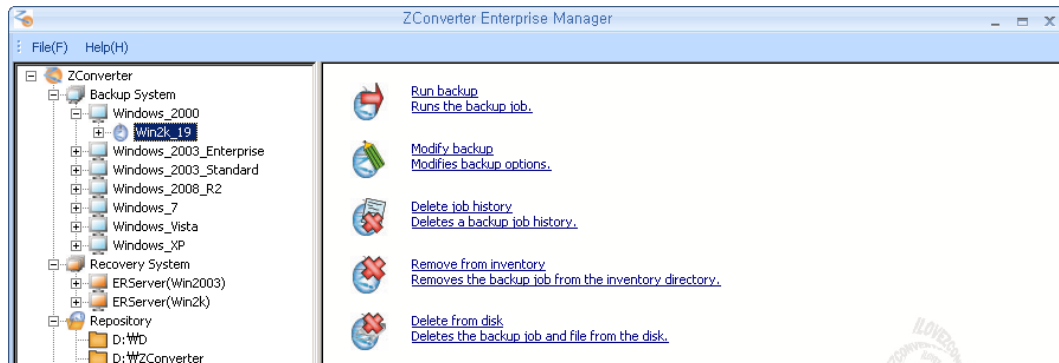 ZConverter Enterprise Manager
File(F) Help(H)
ZConverter
Backup System
Windows_2000
Win2k_19
Windows_2003_Enterprise
Windows_2003_Standard
Windows_2008_R2
Windows_7
Windows_Vista
Windows_XP
Recovery System
ERServer(Win2003)
ERServer(Win2k)
Repository
D:₩D
D:₩ZConverter
Run backup
Runs the backup job.
Modify backup
Modifies backup options.
Delete job history
Deletes a backup job history.
Remove from inventory
Removes the backup job from the inventory directory.
Delete from disk
Deletes the backup job and file from the disk.